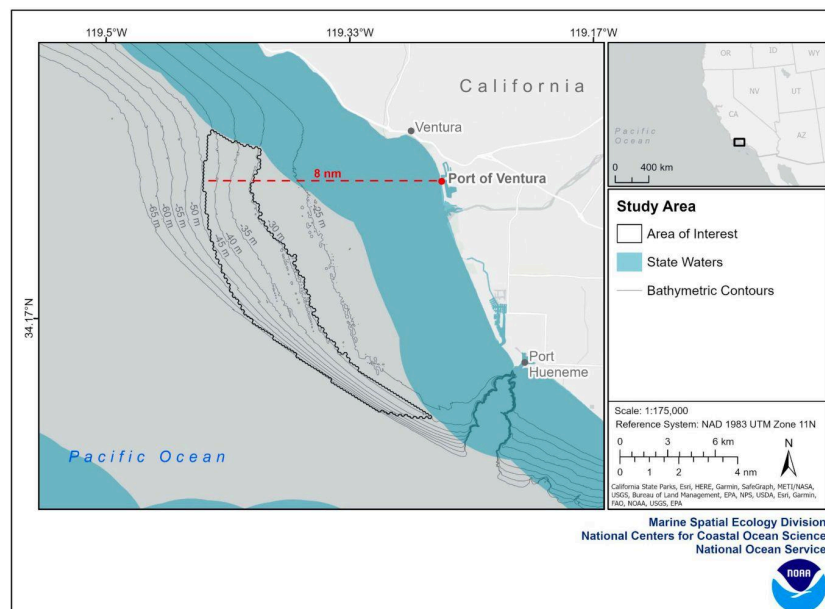 119.5°W
119.33°W
119.17°W
California
Ventura
8 nm
Port of Ventura
-25 m
-30 m
-35 m
-40 m
-45 m
-50 m
-55 m
-60 m
-65 m
34.17°N
Port
Hueneme
Pacific Ocean
OR
ID
WY
NV
UT
CA
AZ
Pacific
Ocean
0 400 km
Study Area
Area of Interest
State Waters
Bathymetric Contours
Scale: 1:175,000
Reference System: NAD 1983 UTM Zone 11N
0 3 6 km
N
0 1 2 4 nm
California State Parks, Esri, HERE, Garmin, SafeGraph, METI/NASA,
USGS, Bureau of Land Management, EPA, NPS, USDA, Esri, Garmin,
FAO, NOAA, USGS, EPA
Marine Spatial Ecology Division
National Centers for Coastal Ocean Science
National Ocean Service
NOAA